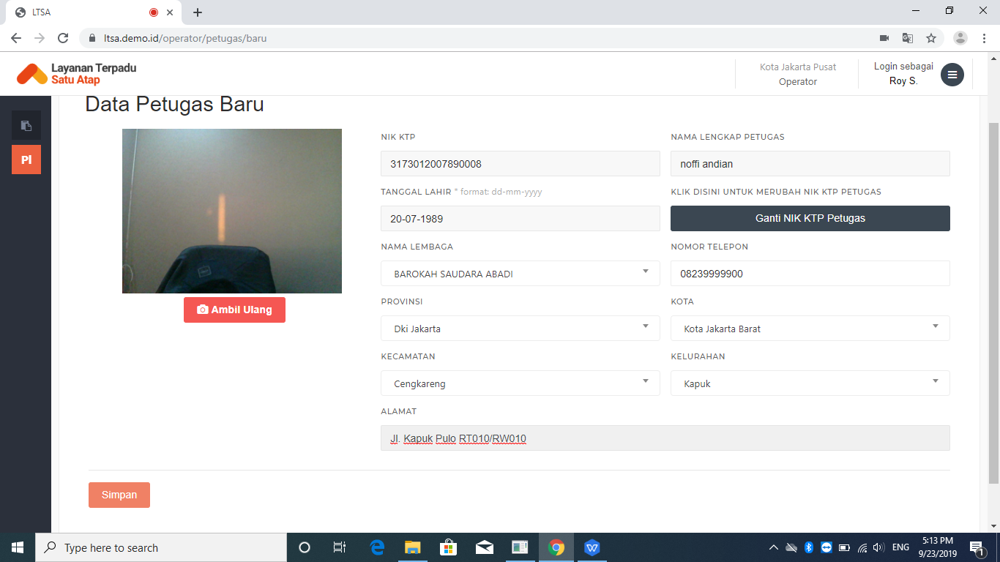 LTSA
ltsa.demo.id/operator/petugas/baru
Layanan Terpadu
Satu Atap
Kota Jakarta Pusat
Operator
Login sebagai
Roy S.
Data Petugas Baru
PI
NIK KTP
3173012007890008
NAMA LENGKAP PETUGAS
noffi andian
TANGGAL LAHIR * format: dd-mm-yyyy
20-07-1989
KLIK DISINI UNTUK MERUBAH NIK KTP PETUGAS
Ganti NIK KTP Petugas
NAMA LEMBAGA
BAROKAH SAUDARA ABADI
NOMOR TELEPON
08239999900
Ambil Ulang
PROVINSI
Dki Jakarta
KOTA
Kota Jakarta Barat
KECAMATAN
Cengkareng
KELURAHAN
Kapuk
ALAMAT
Jl. Kapuk Pulo RT010/RW010
Simpan
Type here to search
ENG
5:13 PM
9/23/2019
1